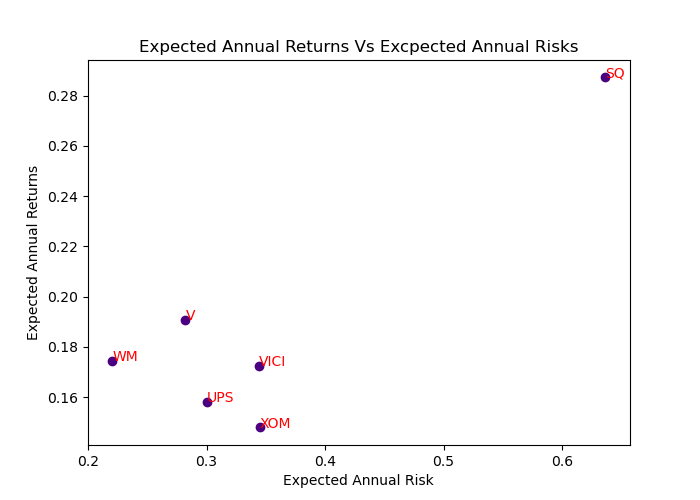 Expected Annual Returns Vs Excpected Annual Risks
SQ
0.28
0.26
0.24
Expected Annual Returns
0.22
0.20
V
0.18
WM
VICI
UPS
0.16
XOM
0.2 0.3 0.4 0.5 0.6
Expected Annual Risk